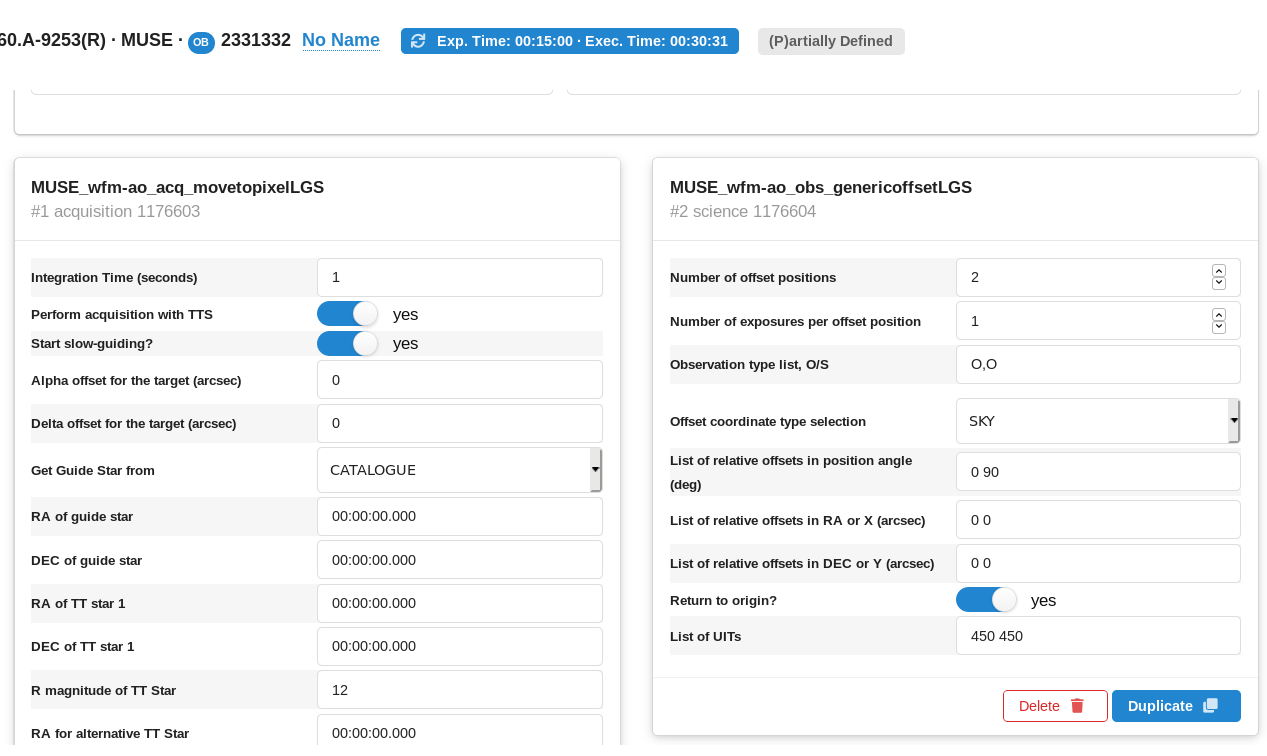 60.A-9253(R) · MUSE · OB 2331332 No Name Exp. Time: 00:15:00 · Exec. Time: 00:30:31 (P)artially Defined
MUSE_wfm-ao_acq_movetopixelLGS
#1 acquisition 1176603
Integration Time (seconds) 1
Perform acquisition with TTS yes
Start slow-guiding? yes
Alpha offset for the target (arcsec) 0
Delta offset for the target (arcsec) 0
Get Guide Star from CATALOGUE
RA of guide star 00:00:00.000
DEC of guide star 00:00:00.000
RA of TT star 1 00:00:00.000
DEC of TT star 1 00:00:00.000
R magnitude of TT Star 12
RA for alternative TT Star 00:00:00.000
MUSE_wfm-ao_obs_genericoffsetLGS
#2 science 1176604
Number of offset positions 2
Number of exposures per offset position 1
Observation type list, O/S O,O
Offset coordinate type selection SKY
List of relative offsets in position angle
(deg) 0 90
List of relative offsets in RA or X (arcsec) 0 0
List of relative offsets in DEC or Y (arcsec) 0 0
Return to origin? yes
List of UITs 450 450
Delete Duplicate